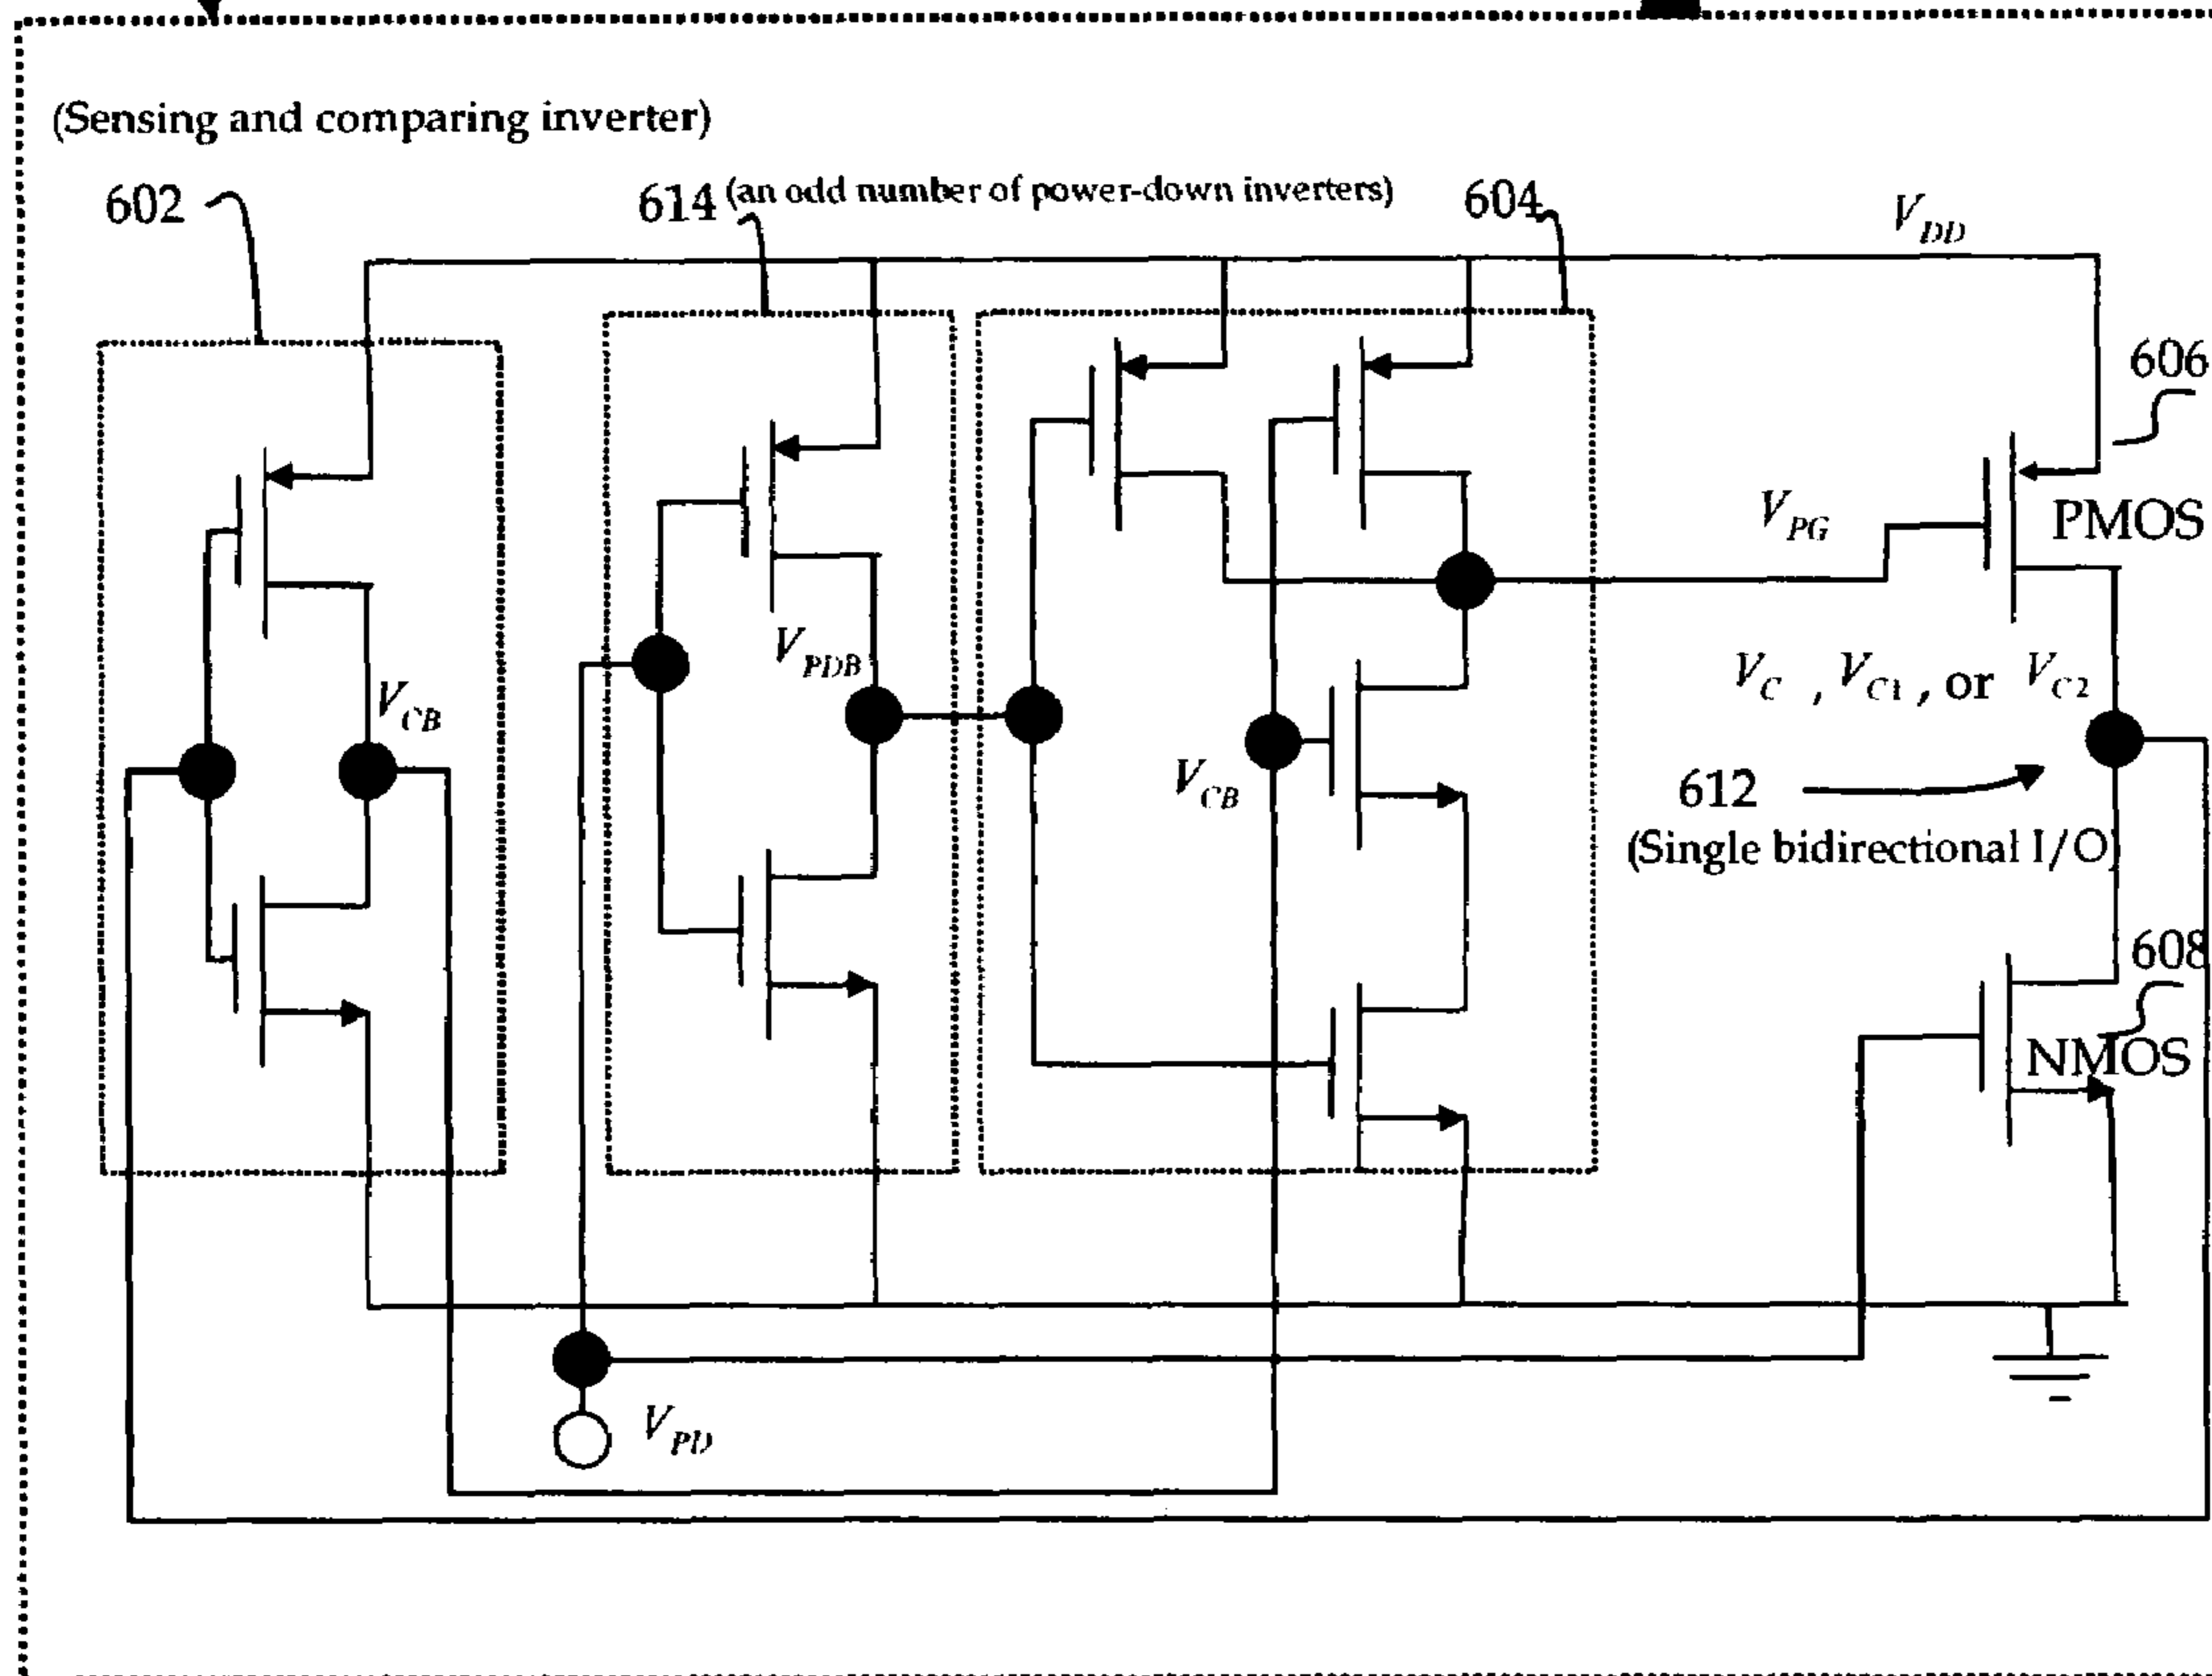 (Sensing and comparing inverter)
602
614 (an odd number of power-down inverters)
604
V_DD
606
PMOS
V_PG
V_PDB
V_CB
V_C , V_C1 , or V_C2
V_CB
612
(Single bidirectional I/O)
608
NMOS
V_PD